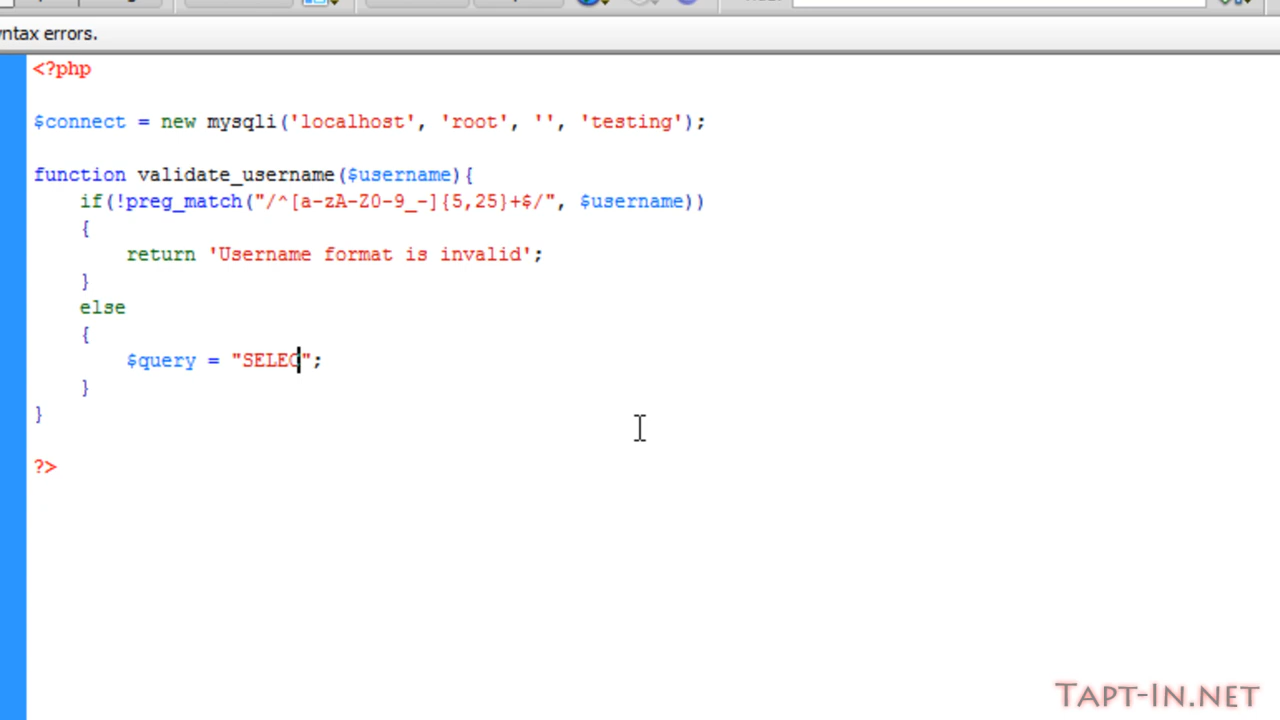 ntax errors.
<?php
$connect = new mysqli('localhost', 'root', '', 'testing');
function validate_username($username){
if(!preg_match("/^[a-zA-Z0-9_-]{5,25}+$/", $username))
{
return 'Username format is invalid';
}
else
{
$query = "SELEC";
}
}
?>
Tapt-In.net